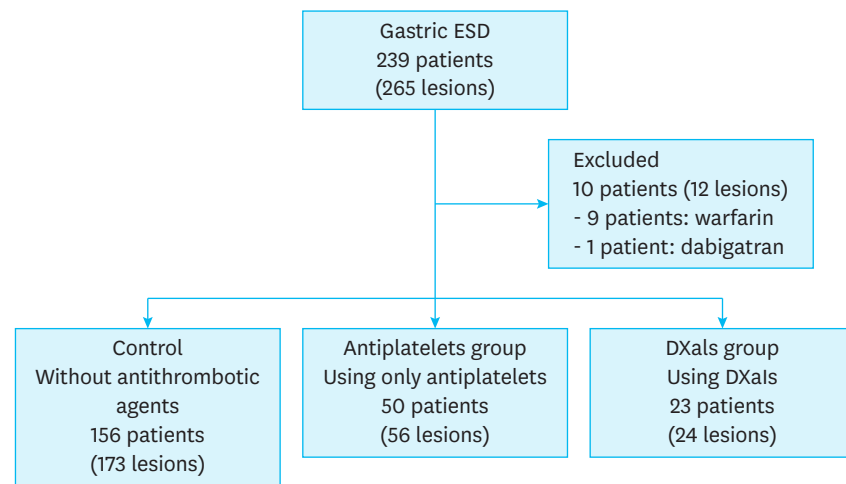 Gastric ESD
239 patients
(265 lesions)
Excluded
10 patients (12 lesions)
- 9 patients: warfarin
- 1 patient: dabigatran
Control
Without antithrombotic
agents
156 patients
(173 lesions)
Antiplatelets group
Using only antiplatelets
50 patients
(56 lesions)
DXals group
Using DXaIs
23 patients
(24 lesions)